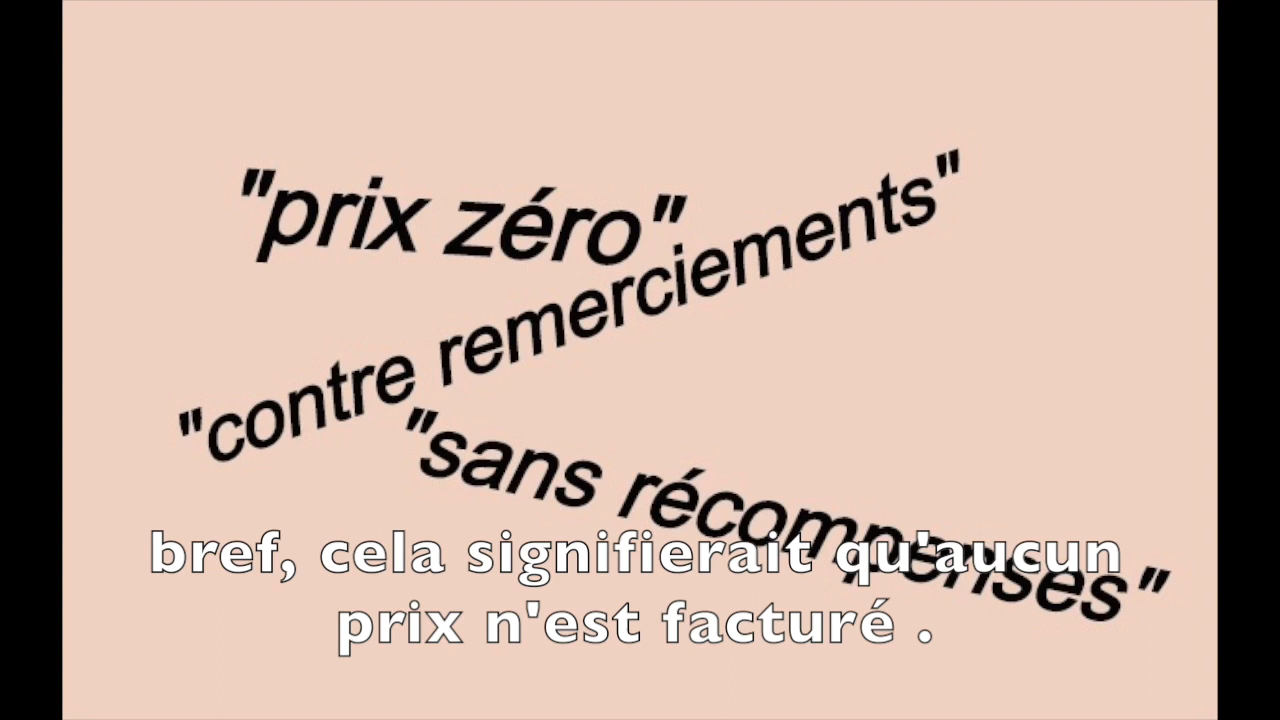 "prix zéro"
"contre remerciements"
"sans récompenses"
bref, cela signifierait qu'aucun
prix n'est facturé .